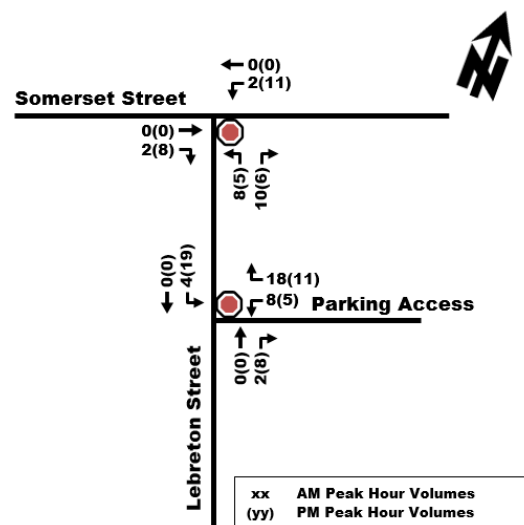 0(0)
2(11)
Somerset Street
0(0)
2(8)
8(5)
10(6)
0(0)
4(19)
18(11)
8(5)
Parking Access
0(0)
2(8)
Lebreton Street
xx AM Peak Hour Volumes
(yy) PM Peak Hour Volumes
N